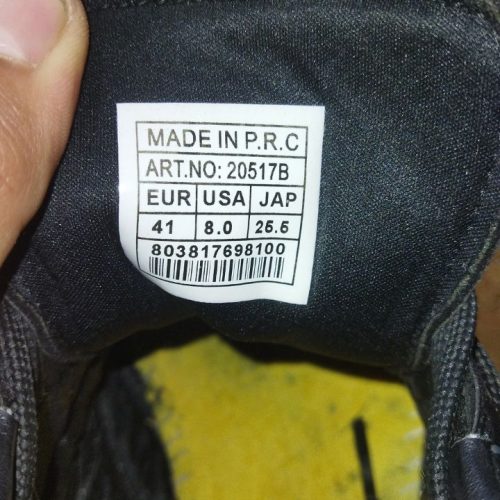 MADE IN P.R.C
ART.NO: 20517B
EUR USA JAP
41 8.0 25.5
803817698100